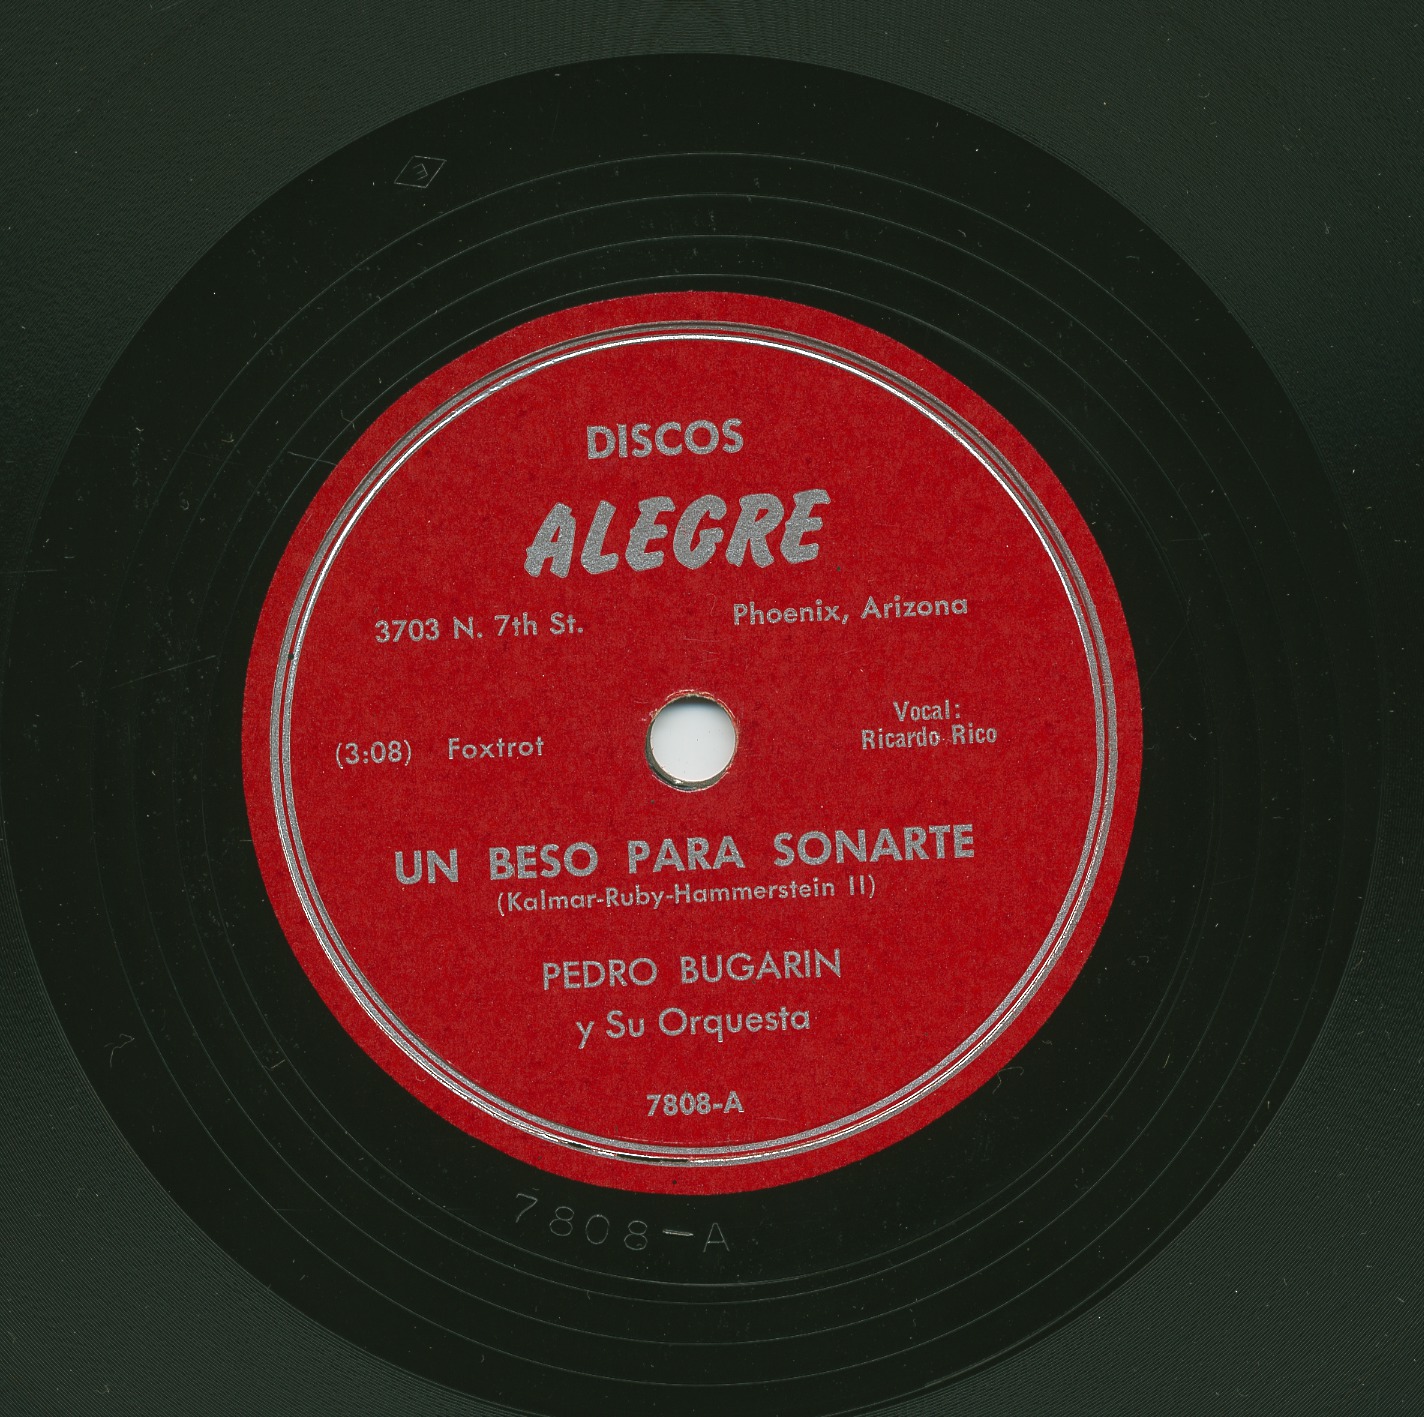 DISCOS
ALEGRE
3703 N. 7th St. Phoenix, Arizona
Vocal:
(3:08) Foxtrot Ricardo Rico
UN BESO PARA SONARTE
(Kalmar-Ruby-Hammerstein II)
PEDRO BUGARIN
y Su Orquesta
7808-A
7808-A